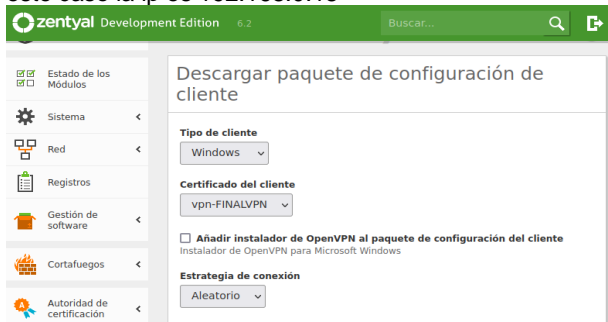 zentyal Development Edition 6.2 Buscar...
Estado de los
Módulos
Sistema
Red
Registros
Gestión de
software
Cortafuegos
Autoridad de
certificación
Descargar paquete de configuración de
cliente
Tipo de cliente
Windows
Certificado del cliente
vpn-FINALVPN
Añadir instalador de OpenVPN al paquete de configuración del cliente
Instalador de OpenVPN para Microsoft Windows
Estrategia de conexión
Aleatorio